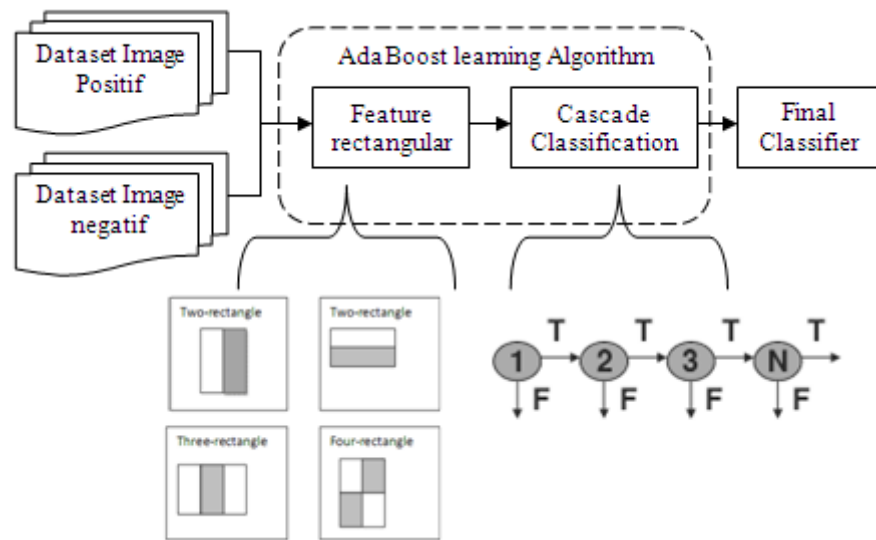 Dataset Image
Positif
Dataset Image
negatif
AdaBoost learning Algorithm
Feature
rectangular
Cascade
Classification
Final
Classifier
Two-rectangle
Two-rectangle
Three-rectangle
Four-rectangle
T T T T
1 2 3 N
F F F F